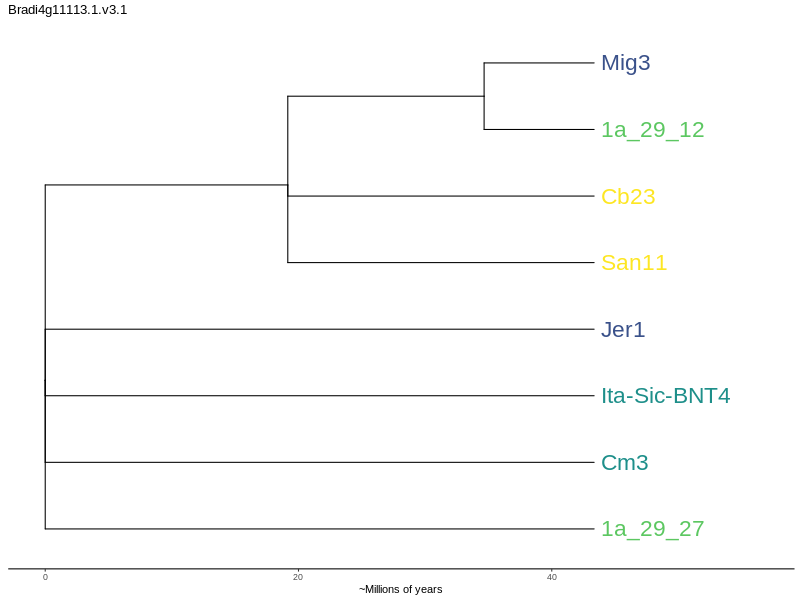 Bradi4g11113.1.v3.1
Mig3
1a_29_12
Cb23
San11
Jer1
Ita-Sic-BNT4
Cm3
1a_29_27
0 20 40
~Millions of years